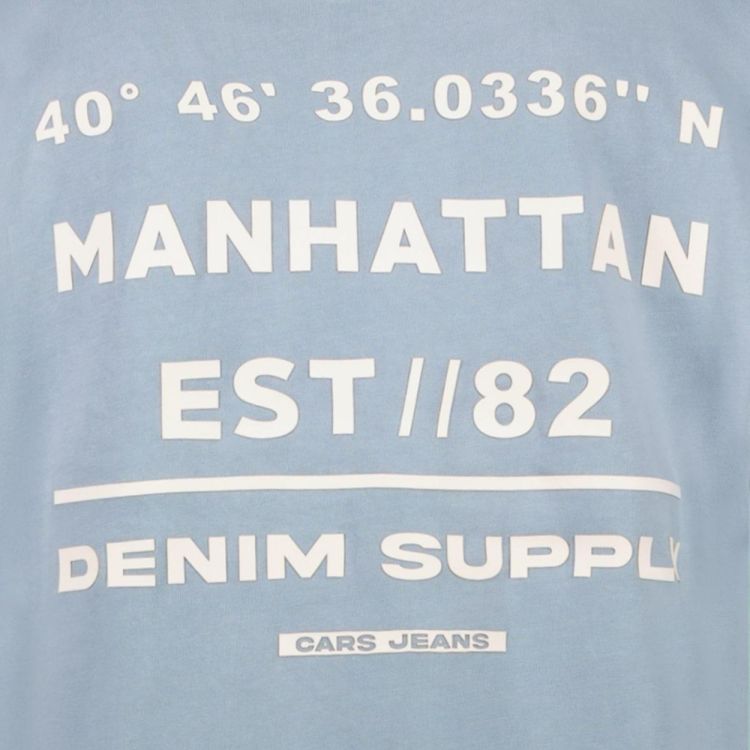 40° 46' 36.0336'' N
MANHATTAN
EST//82
DENIM SUPPLY
CARS JEANS